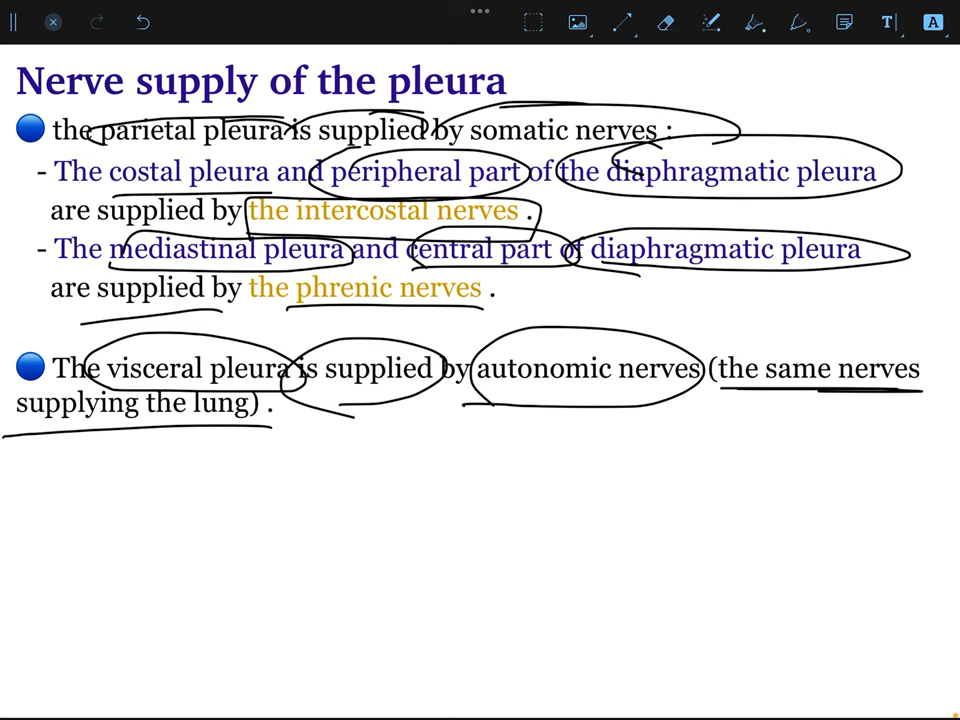 Nerve supply of the pleura
the parietal pleura is supplied by somatic nerves :
- The costal pleura and peripheral part of the diaphragmatic pleura
are supplied by the intercostal nerves .
- The mediastinal pleura and central part of diaphragmatic pleura
are supplied by the phrenic nerves .
The visceral pleura is supplied by autonomic nerves (the same nerves
supplying the lung) .